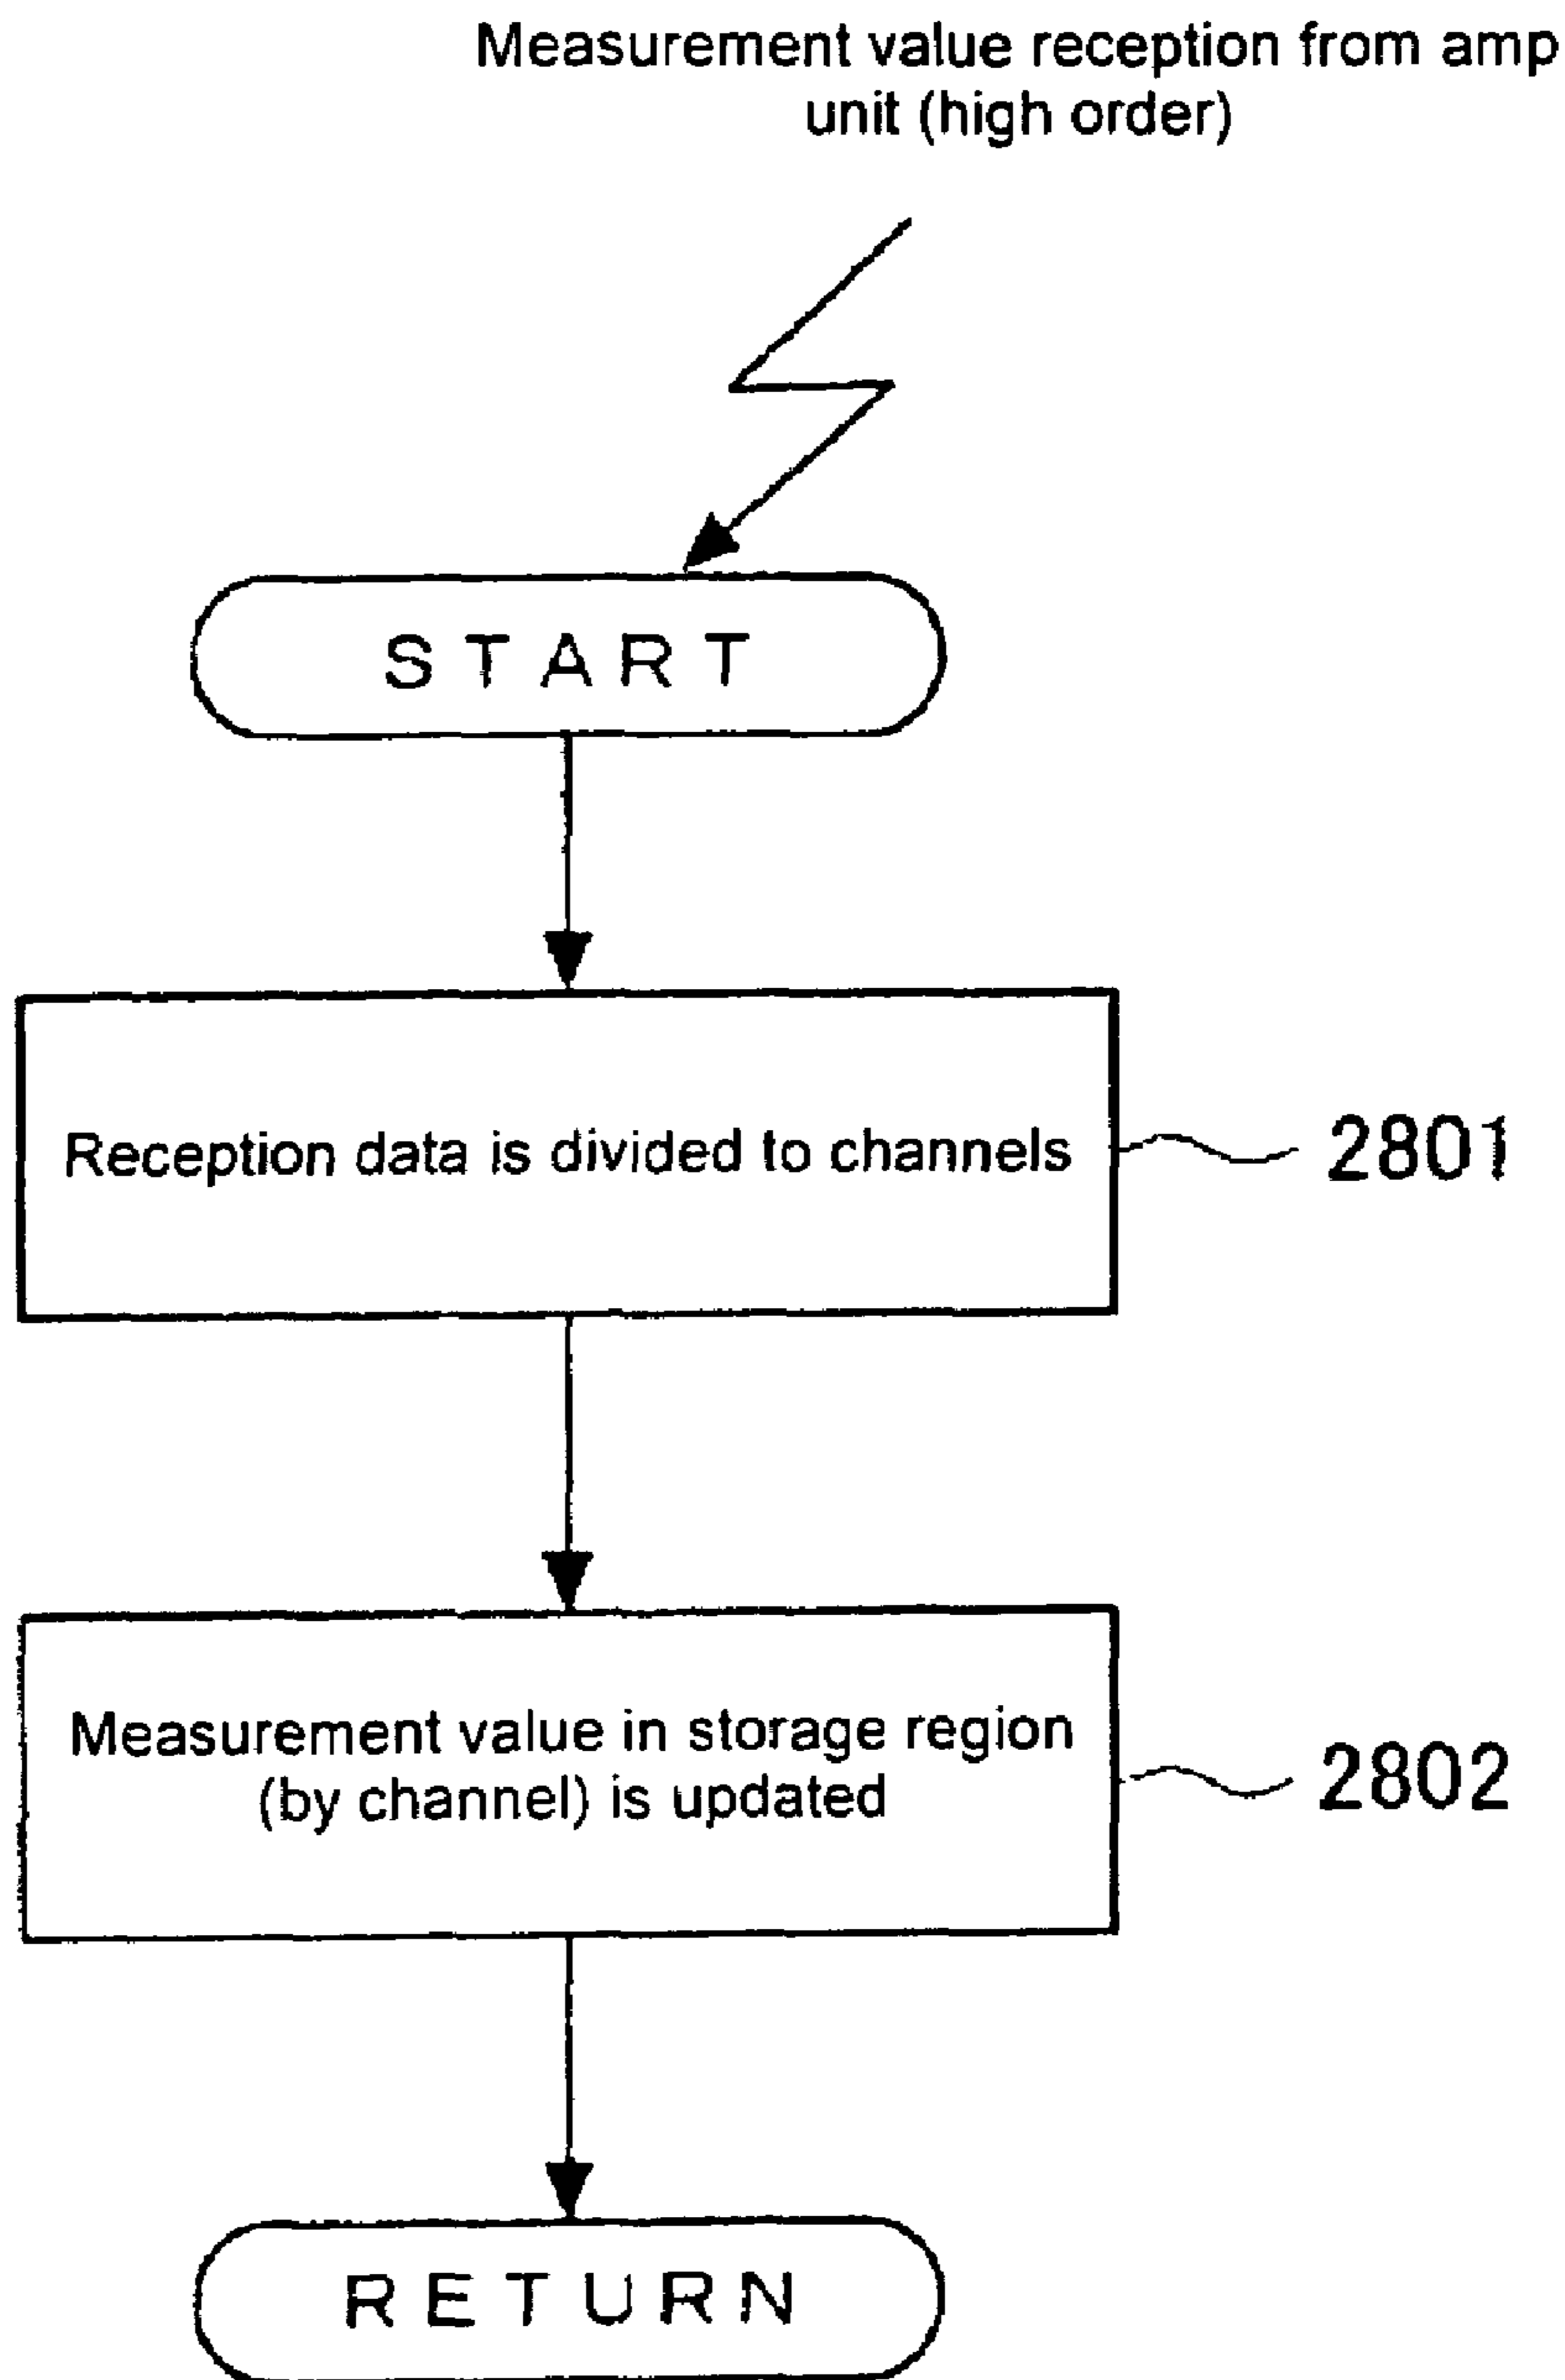 Measurement value reception from amp
unit (high order)
START
Reception data is divided to channels
2801
Measurement value in storage region
(by channel) is updated
2802
RETURN